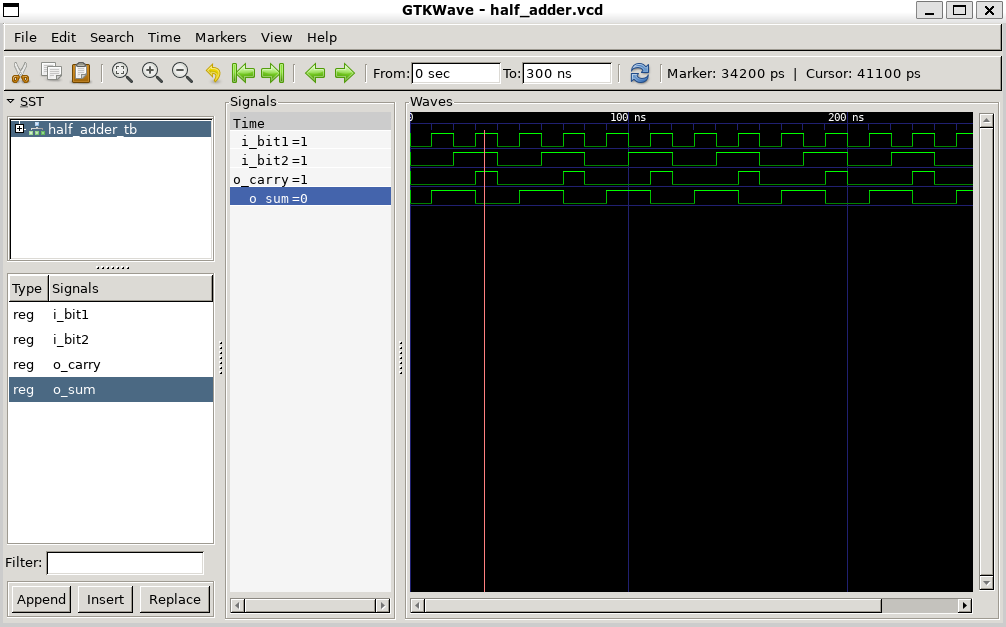 GTKWave - half_adder.vcd
File Edit Search Time Markers View Help
From: 0 sec To: 300 ns Marker: 34200 ps | Cursor: 41100 ps
SST
half_adder_tb
Type Signals
reg i_bit1
reg i_bit2
reg o_carry
reg o_sum
Filter:
Append Insert Replace
Signals
Time
i_bit1=1
i_bit2=1
o_carry=1
o_sum=0
Waves
0 100 ns 200 ns